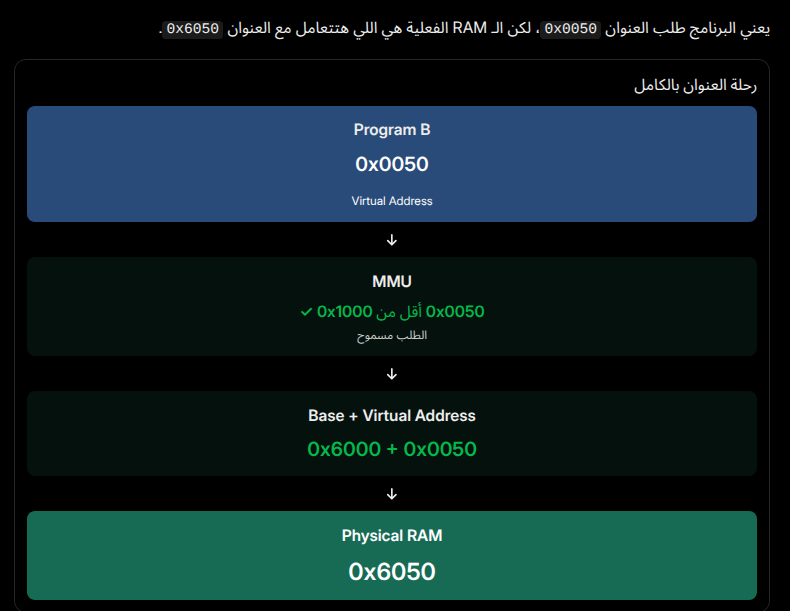 يعني البرنامج طلب العنوان 0x0050، لكن الـ RAM الفعلية هي اللي هتتعامل مع العنوان 0x6050.
رحلة العنوان بالكامل
Program B
0x0050
Virtual Address
↓
MMU
0x0050 أقل من 0x1000 ✓
الطلب مسموح
↓
Base + Virtual Address
0x6000 + 0x0050
↓
Physical RAM
0x6050